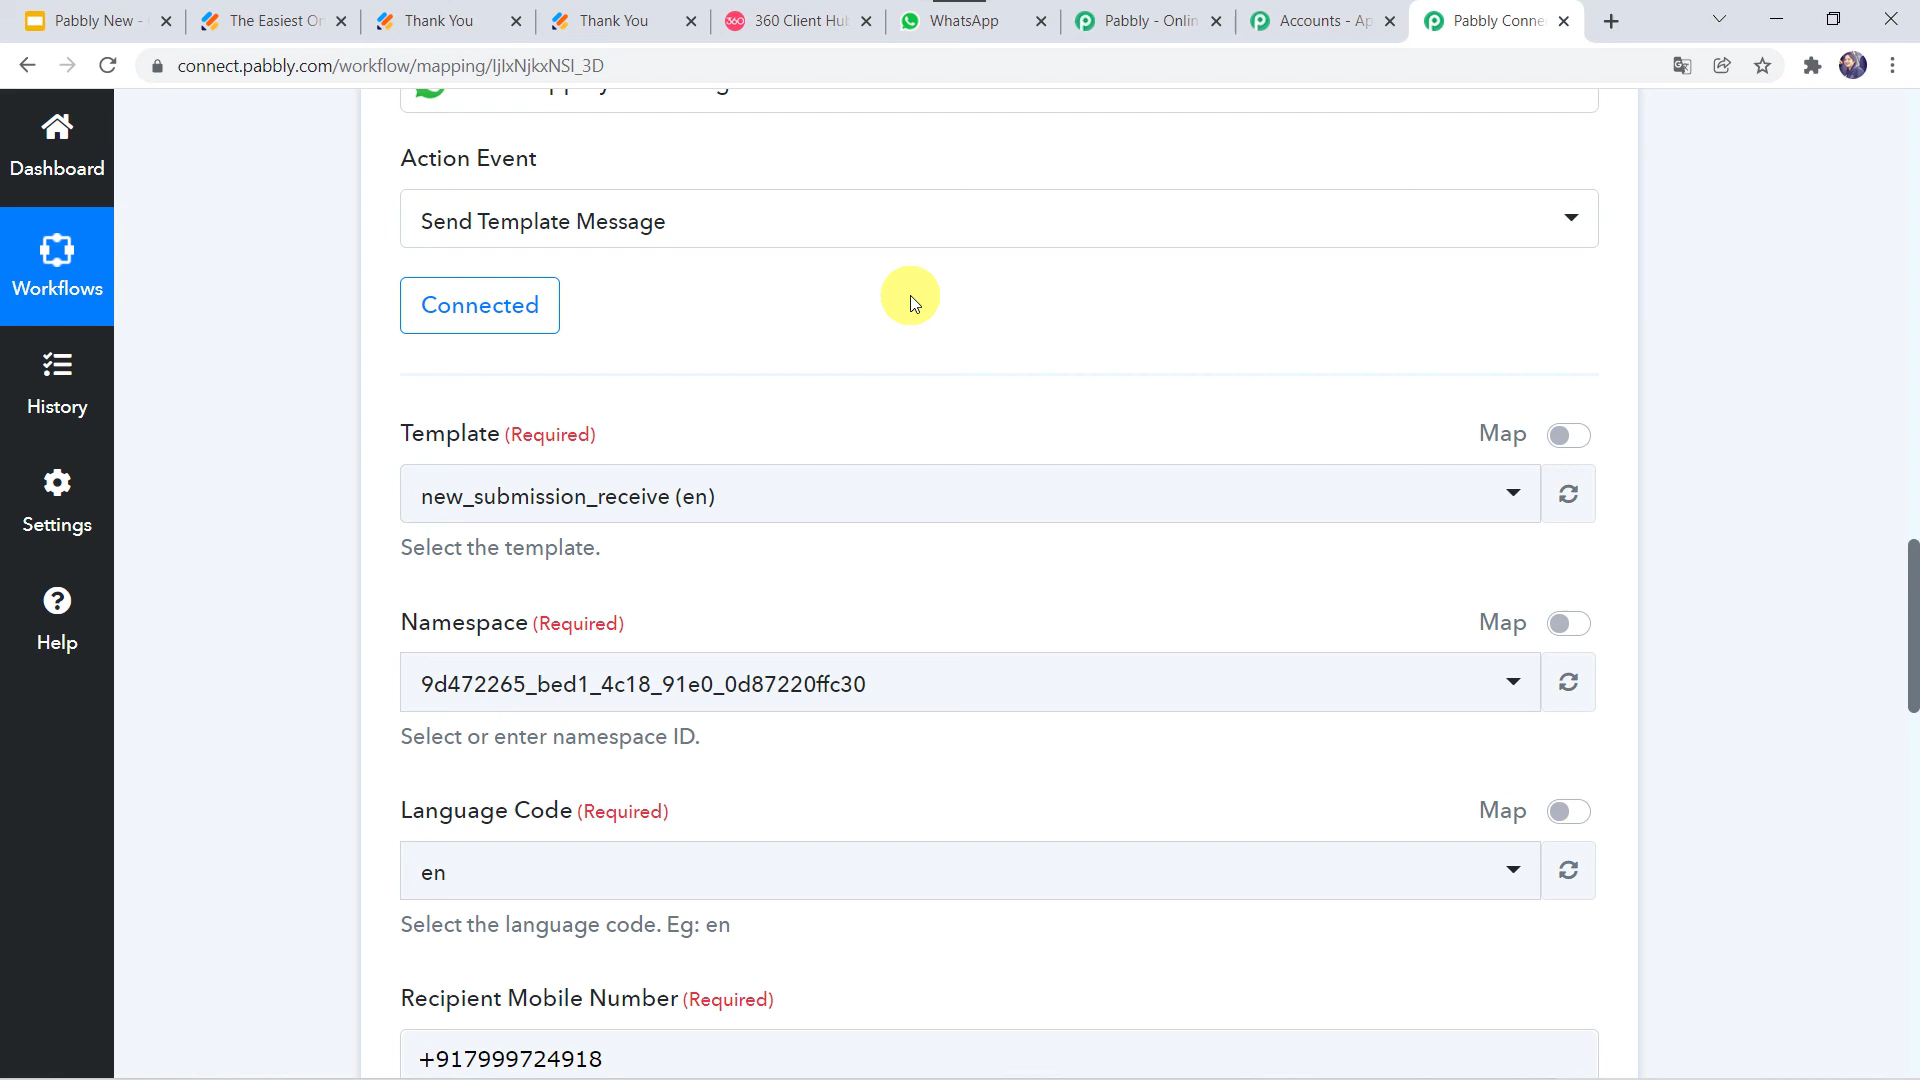 Pabbly New -
The Easiest Or
Thank You
Thank You
360
360 Client Hub
WhatsApp
Pabbly - Onlin
Accounts - Ap
Pabbly Conne
connect.pabbly.com/workflow/mapping/IjIxNjkxNSI_3D
Dashboard
Workflows
History
Settings
Help
Action Event
Send Template Message
Connected
Template (Required)
Map
new_submission_receive (en)
Select the template.
Namespace (Required)
Map
9d472265_bed1_4c18_91e0_0d87220ffc30
Select or enter namespace ID.
Language Code (Required)
Map
en
Select the language code. Eg: en
Recipient Mobile Number (Required)
+917999724918